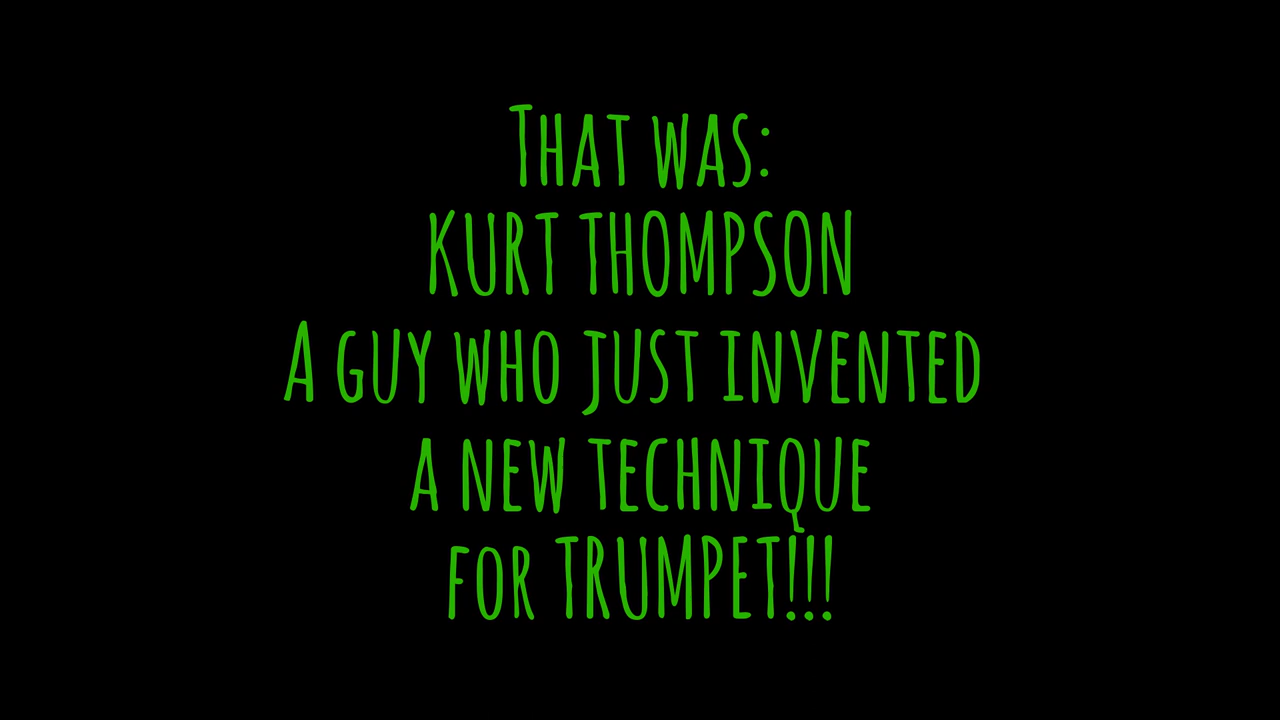 That was:
KURT THOMPSON
A guy who just invented
a new technique
for TRUMPET!!!